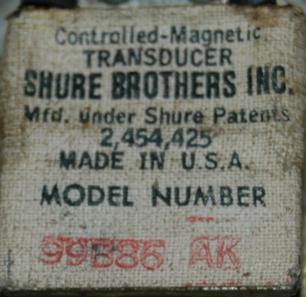 Controlled-Magnetic
TRANSDUCER
SHURE BROTHERS INC.
Mfd. under Shure Patents
2,454,425
MADE IN U.S.A.
MODEL NUMBER
99B86 AK